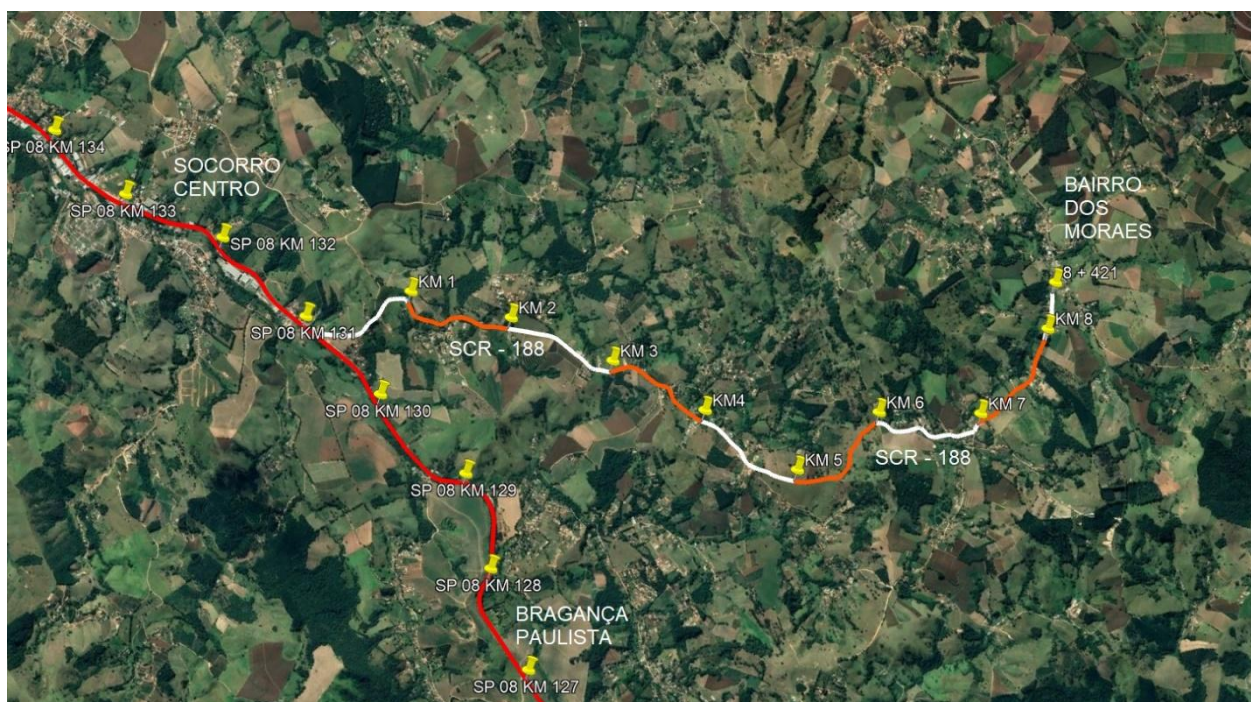 SP 08 KM 134
SOCORRO
CENTRO
SP 08 KM 133
SP 08 KM 132
BAIRRO
DOS
MORAES
8 + 421
KM 1
KM 2
KM 8
SP 08 KM 131
SCR - 188
KM 3
KM4
KM 6
KM 7
SP 08 KM 130
SCR - 188
KM 5
SP 08 KM 129
SP 08 KM 128
BRAGANÇA
PAULISTA
SP 08 KM 127